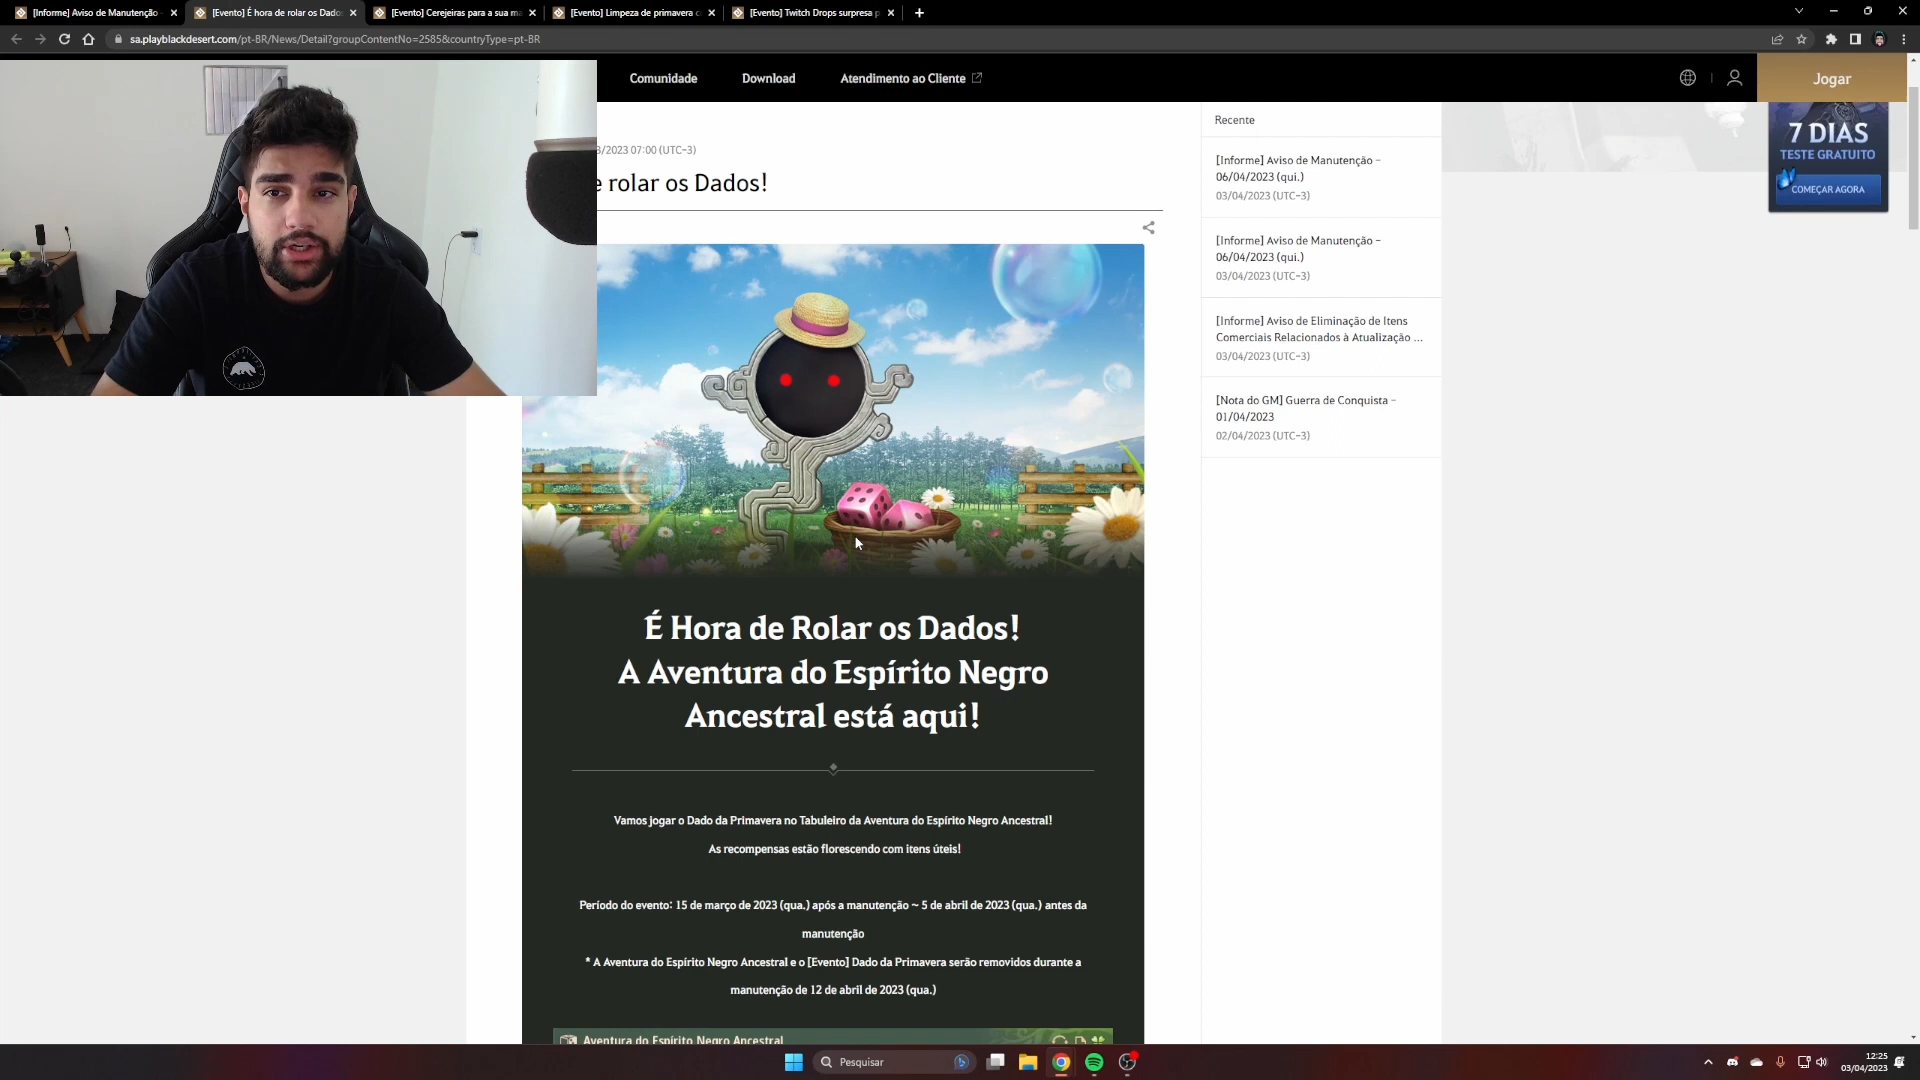 [Informe] Aviso de Manutenção
[Evento] É hora de rolar os Dados
[Evento] Cerejeiras para a sua ma
[Evento] Limpeza de primavera c
[Evento] Twitch Drops surpresa p
sa.playblackdesert.com/pt-BR/News/Detail?groupContentNo=2585&countryType=pt-BR
Comunidade
Download
Atendimento ao Cliente
Jogar
3/2023 07:00 (UTC-3)
e rolar os Dados!
É Hora de Rolar os Dados!
A Aventura do Espírito Negro
Ancestral está aqui!
Vamos jogar o Dado da Primavera no Tabuleiro da Aventura do Espírito Negro Ancestral!
As recompensas estão florescendo com itens úteis!
Período do evento: 15 de março de 2023 (qua.) após a manutenção ~ 5 de abril de 2023 (qua.) antes da
manutenção
* A Aventura do Espírito Negro Ancestral e o [Evento] Dado da Primavera serão removidos durante a
manutenção de 12 de abril de 2023 (qua.)
Aventura do Espírito Negro Ancestral
Recente
[Informe] Aviso de Manutenção –
06/04/2023 (qui.)
03/04/2023 (UTC-3)
[Informe] Aviso de Manutenção –
06/04/2023 (qui.)
03/04/2023 (UTC-3)
[Informe] Aviso de Eliminação de Itens
Comerciais Relacionados à Atualização ...
03/04/2023 (UTC-3)
[Nota do GM] Guerra de Conquista –
01/04/2023
02/04/2023 (UTC-3)
7 DIAS
TESTE GRATUITO
COMEÇAR AGORA
Pesquisar
12:25
03/04/2023